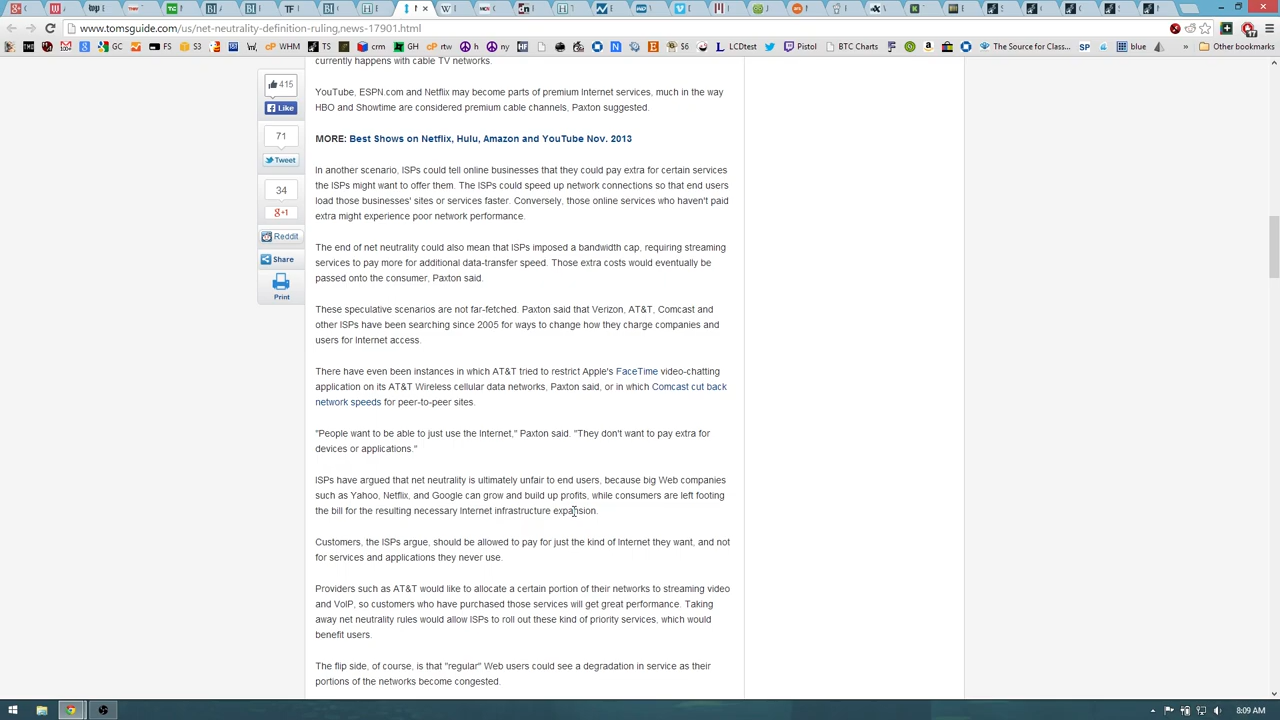 www.tomsguide.com/us/net-neutrality-definition-ruling,news-17901.html
GC
FS
S3
WHM
TS
crm
GH
rtw
ny
HF
$6
LCDtest
Pistol
BTC Charts
The Source for Class...
SP
blue
Other bookmarks
currently happens with cable TV networks.
415
Like
71
Tweet
34
g+1
Reddit
Share
Print
YouTube, ESPN.com and Netflix may become parts of premium Internet services, much in the way
HBO and Showtime are considered premium cable channels, Paxton suggested.
MORE: Best Shows on Netflix, Hulu, Amazon and YouTube Nov. 2013
In another scenario, ISPs could tell online businesses that they could pay extra for certain services
the ISPs might want to offer them. The ISPs could speed up network connections so that end users
load those businesses' sites or services faster. Conversely, those online services who haven't paid
extra might experience poor network performance.
The end of net neutrality could also mean that ISPs imposed a bandwidth cap, requiring streaming
services to pay more for additional data-transfer speed. Those extra costs would eventually be
passed onto the consumer, Paxton said.
These speculative scenarios are not far-fetched. Paxton said that Verizon, AT&T, Comcast and
other ISPs have been searching since 2005 for ways to change how they charge companies and
users for Internet access.
There have even been instances in which AT&T tried to restrict Apple's FaceTime video-chatting
application on its AT&T Wireless cellular data networks, Paxton said, or in which Comcast cut back
network speeds for peer-to-peer sites.
"People want to be able to just use the Internet," Paxton said. "They don't want to pay extra for
devices or applications."
ISPs have argued that net neutrality is ultimately unfair to end users, because big Web companies
such as Yahoo, Netflix, and Google can grow and build up profits, while consumers are left footing
the bill for the resulting necessary Internet infrastructure expansion.
Customers, the ISPs argue, should be allowed to pay for just the kind of Internet they want, and not
for services and applications they never use.
Providers such as AT&T would like to allocate a certain portion of their networks to streaming video
and VoIP, so customers who have purchased those services will get great performance. Taking
away net neutrality rules would allow ISPs to roll out these kind of priority services, which would
benefit users.
The flip side, of course, is that "regular" Web users could see a degradation in service as their
portions of the networks become congested.
8:09 AM